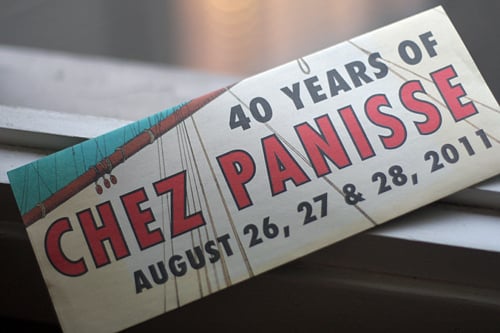 40 YEARS OF
CHEZ PANISSE
AUGUST 26, 27 & 28, 2011